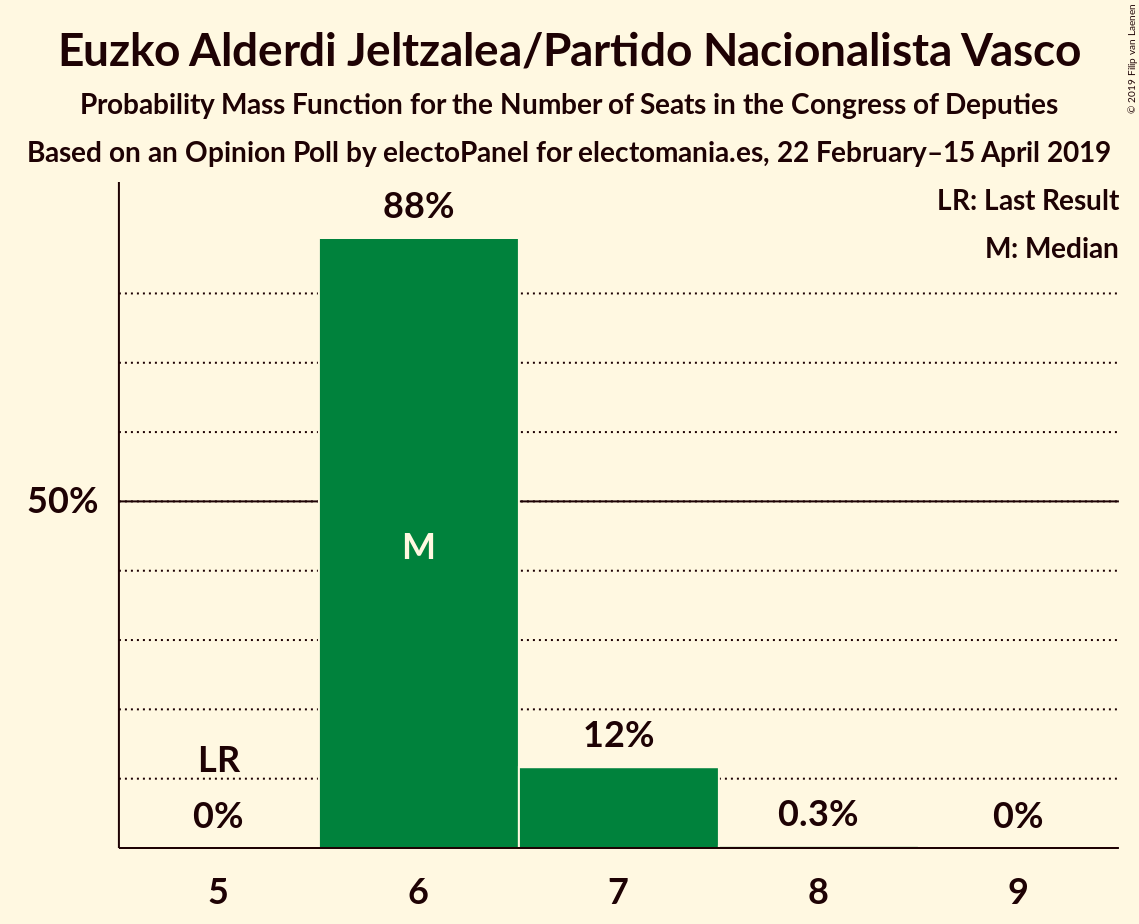 Euzko Alderdi Jeltzalea/Partido Nacionalista Vasco
Probability Mass Function for the Number of Seats in the Congress of Deputies
Based on an Opinion Poll by electoPanel for electomania.es, 22 February–15 April 2019
© 2019 Filip van Laenen
LR: Last Result
M: Median
88%
50%
M
12%
LR
0%
0.3%
0%
5
6
7
8
9